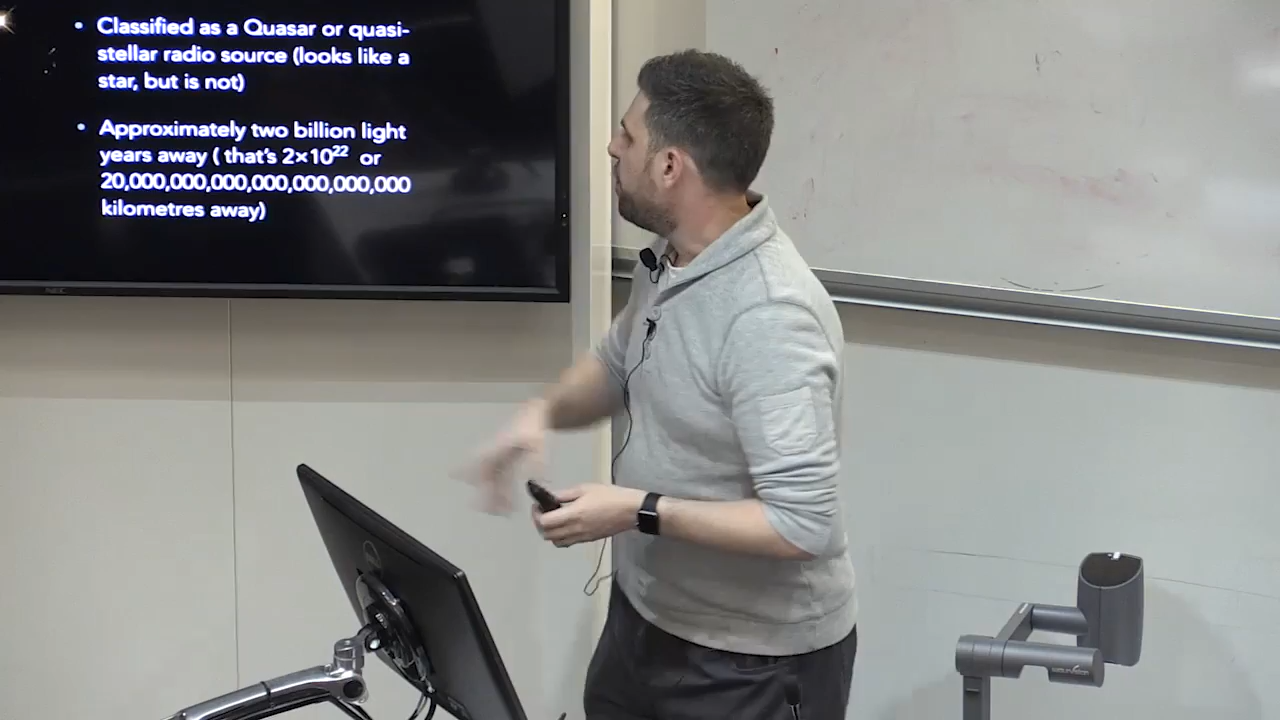 • Classified as a Quasar or quasi-
stellar radio source (looks like a
star, but is not)
• Approximately two billion light
years away ( that's 2×10²² or
20,000,000,000,000,000,000,000
kilometres away)
NEC